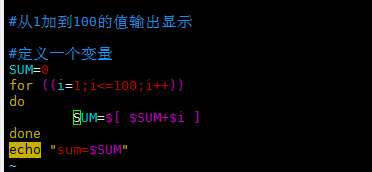 #从1加到100的值输出显示
#定义一个变量
SUM=0
for ((i=1;i<=100;i++))
do
        SUM=$[ $SUM+$i ]
done
echo "sum=$SUM"
~